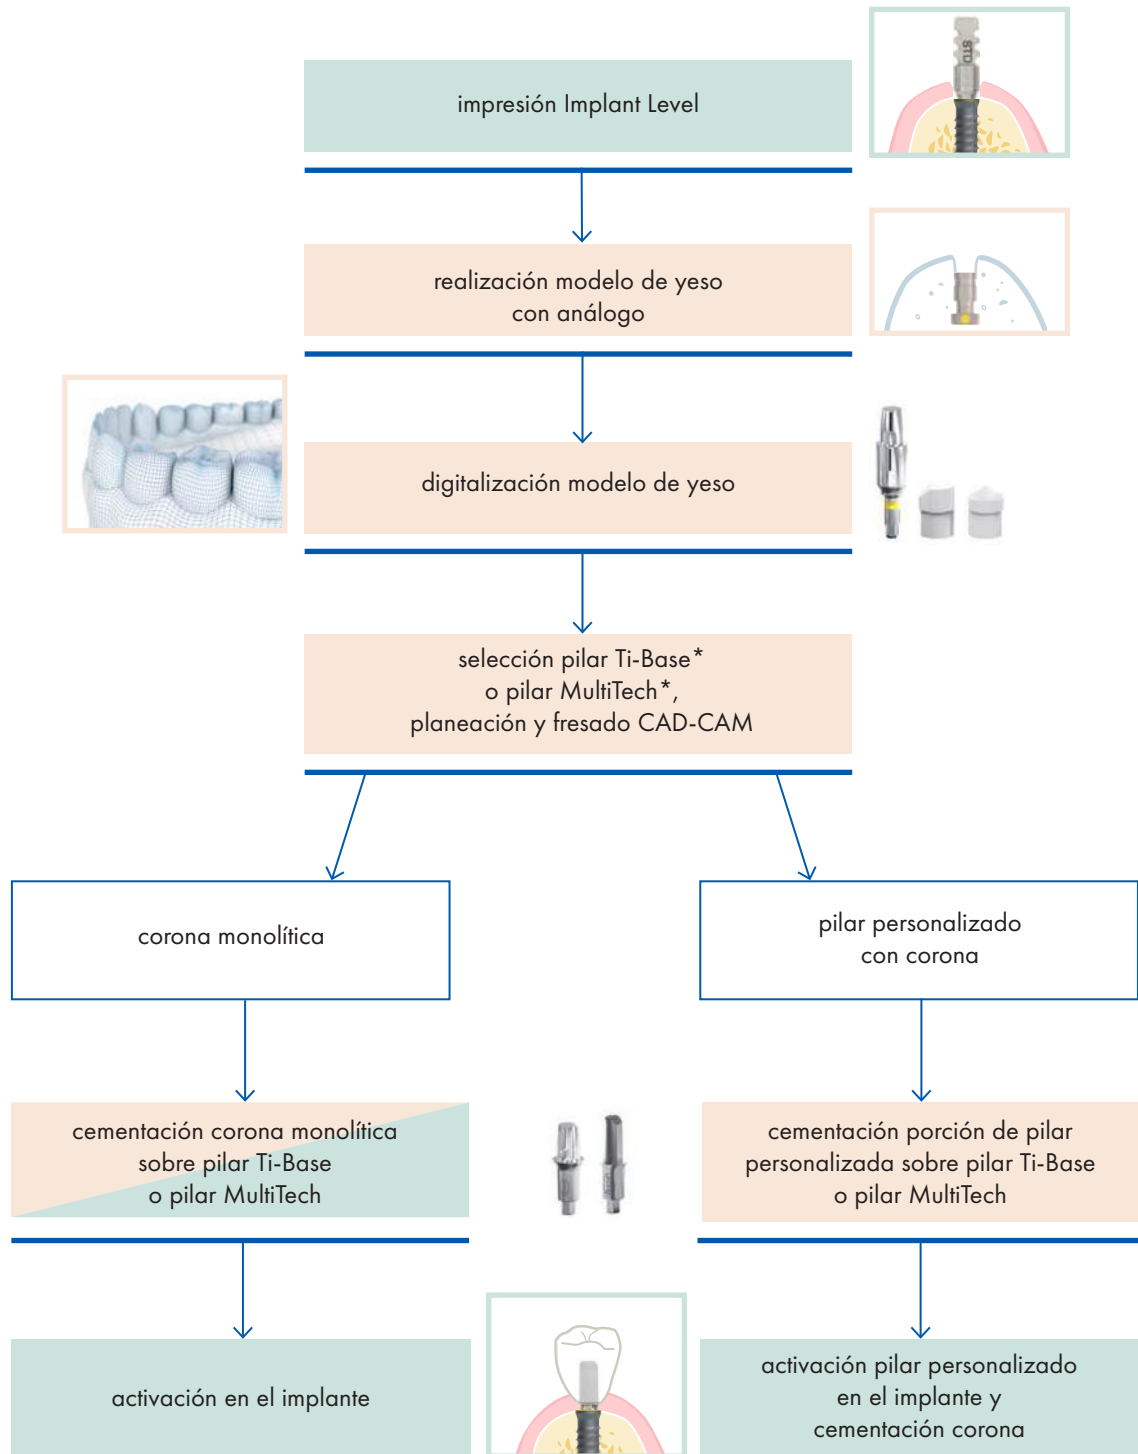 STD
impresión Implant Level
realización modelo de yeso
con análogo
digitalización modelo de yeso
selección pilar Ti-Base*
o pilar MultiTech*,
planeación y fresado CAD-CAM
corona monolítica
pilar personalizado
con corona
cementación corona monolítica
sobre pilar Ti-Base
o pilar MultiTech
cementación porción de pilar
personalizada sobre pilar Ti-Base
o pilar MultiTech
activación en el implante
activación pilar personalizado
en el implante y
cementación corona